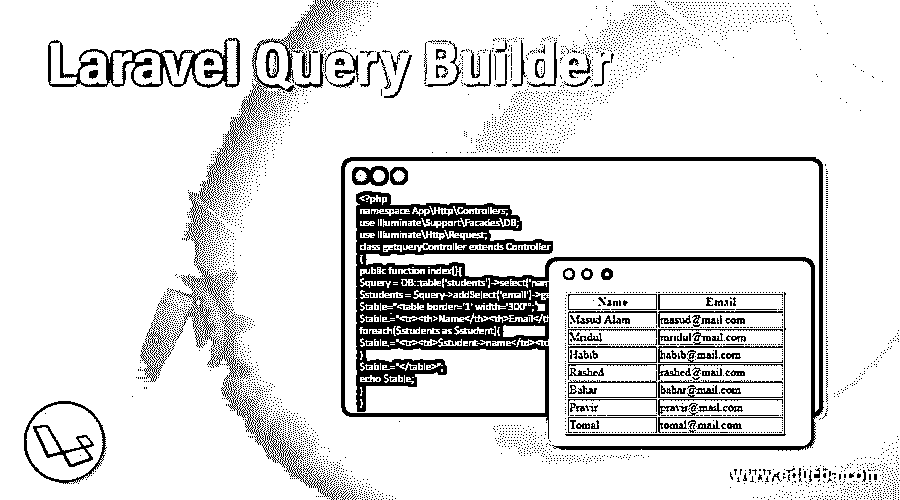 Laravel Query Builder
<?php
namespace App\Http\Controllers;
use Illuminate\Support\Facades\DB;
use Illuminate\Http\Request;
class getqueryController extends Controller
{
public function index(){
$query = DB::table('students')->select('nam
$students = $query->addSelect('email')->ge
$table="<table border='1' width='300'>";
$table.="<tr><th>Name</th><th>Email</th
foreach($students as $student){
$table.="<tr><td>$student->name</td><td
}
$table.="</table>";
echo $table;
}
}
Name Email
Masud Alam masud@mail.com
Mridul mridul@mail.com
Habib habib@mail.com
Rashed rashed@mail.com
Bahar bahar@mail.com
Pravir pravir@mail.com
Tomal tomal@mail.com
www.educba.com